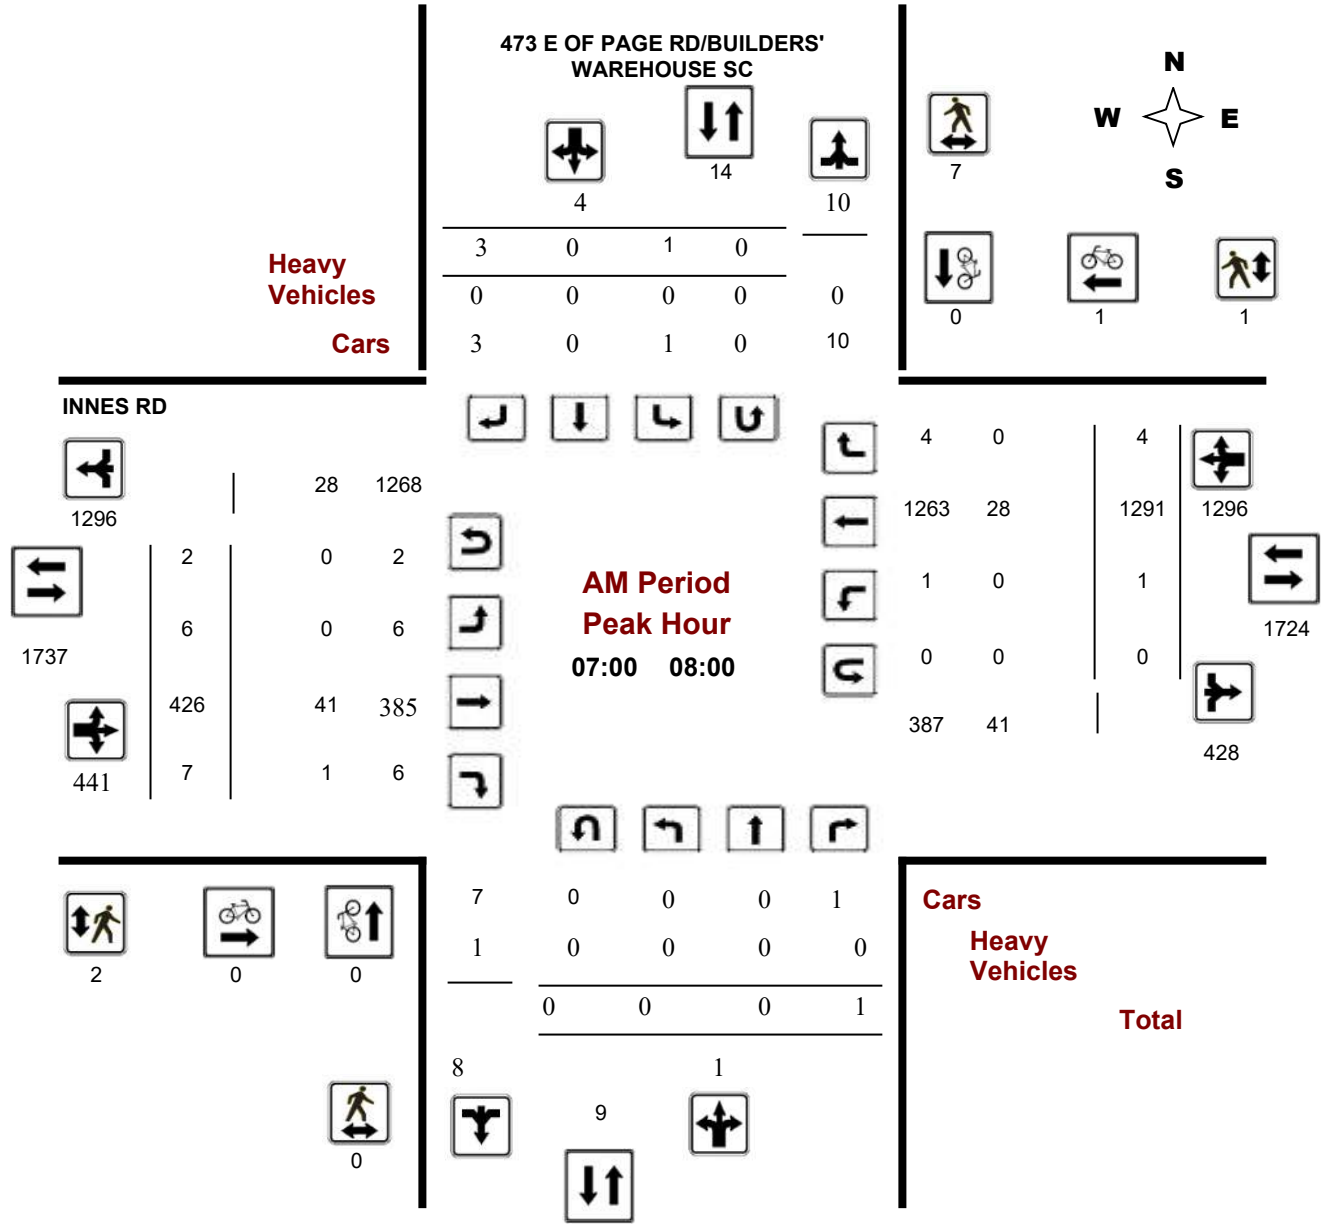 473 E OF PAGE RD/BUILDERS'
WAREHOUSE SC
N
W E
S
14
7
4 10
3 0 1 0
Heavy
Vehicles
0 0 0 0 0
Cars
3 0 1 0 10
0 1 1
INNES RD
28 1268
1296
2 0 2
6 0 6
1737
426 41 385
441
7 1 6
AM Period
Peak Hour
07:00 08:00
4 0 4
1263 28 1291 1296
1 0 1
1724
0 0 0
387 41
428
7 0 0 0 1
1 0 0 0 0
0 0 0 1
8 1
9
2 0 0
0
Cars
Heavy
Vehicles
Total